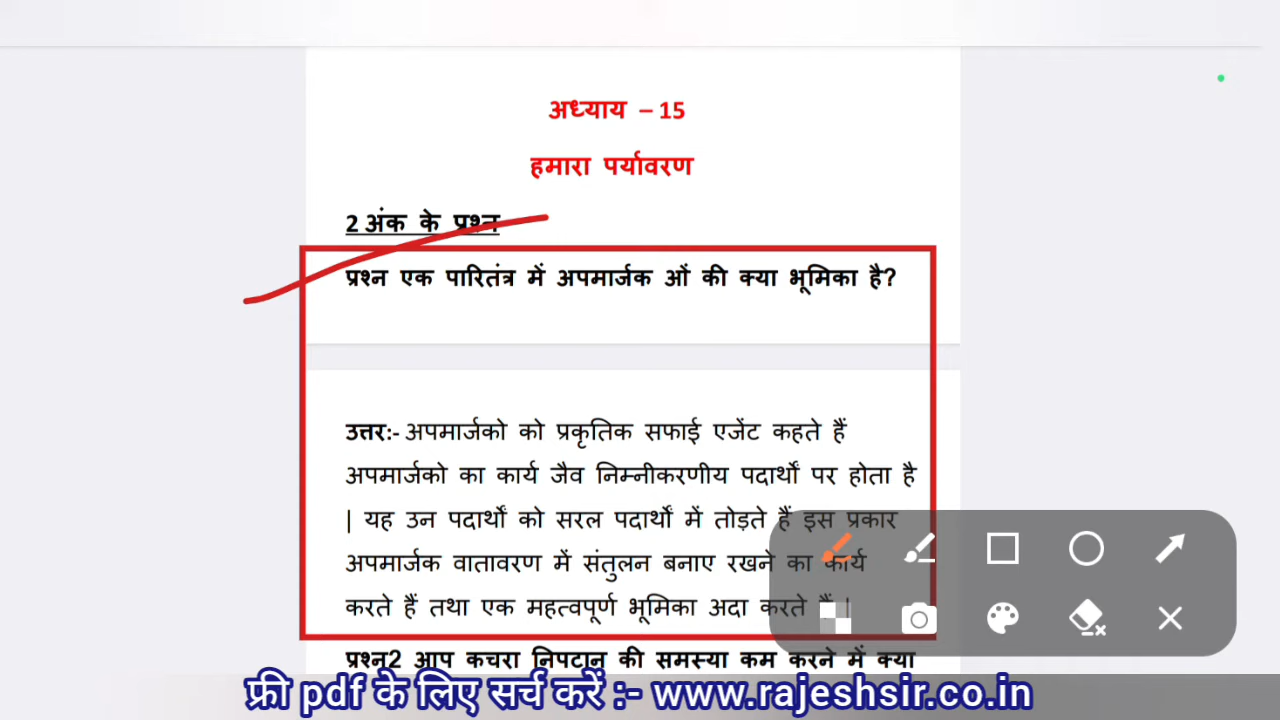 अध्याय – 15
हमारा पर्यावरण
2 अंक के प्रश्न
प्रश्न एक पारितंत्र में अपमार्जक ओं की क्या भूमिका है?
उत्तर:- अपमार्जको को प्रकृतिक सफाई एजेंट कहते हैं
अपमार्जको का कार्य जैव निम्नीकरणीय पदार्थों पर होता है
| यह उन पदार्थों को सरल पदार्थों में तोड़ते हैं इस प्रकार
अपमार्जक वातावरण में संतुलन बनाए रखने का कार्य
करते हैं तथा एक महत्वपूर्ण भूमिका अदा करते हैं |
प्रश्न2 आप कचरा निपटान की समस्या कम करने में क्या
फ्री pdf के लिए सर्च करें :- www.rajeshsir.co.in